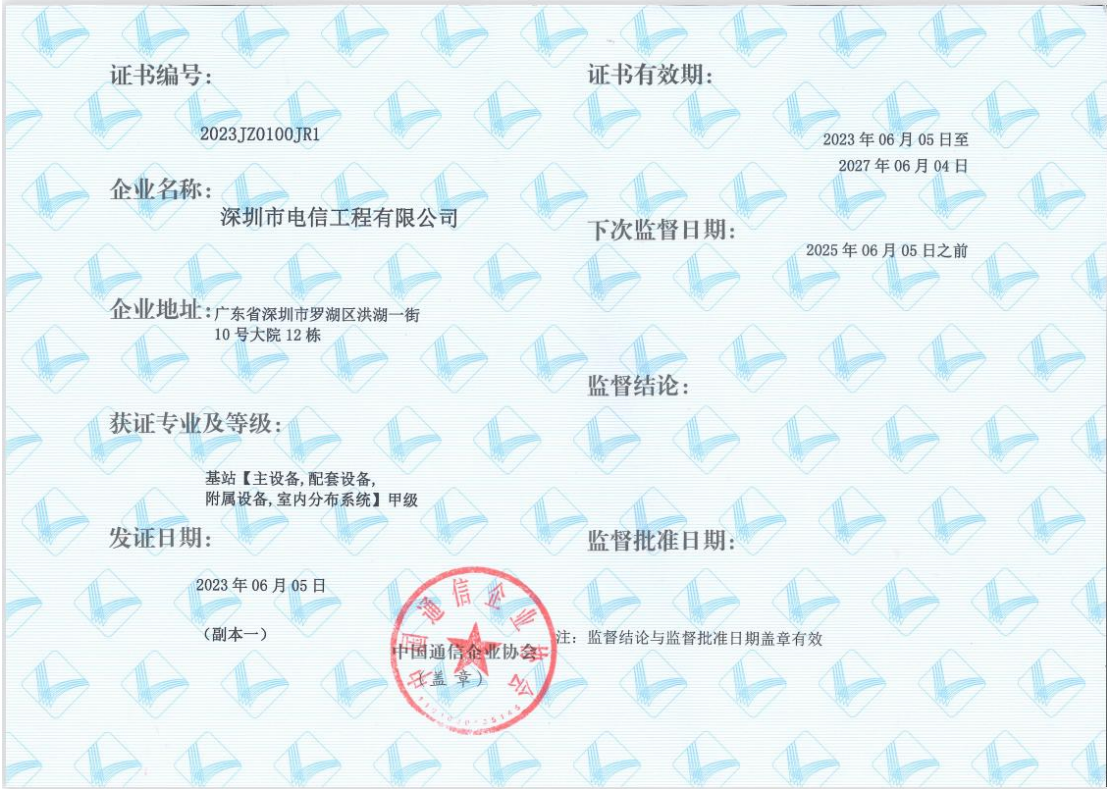 证书编号:
2023JZ0100JR1
企业名称:
深圳市电信工程有限公司
企业地址:
广东省深圳市罗湖区洪湖一街
10号大院12栋
获证专业及等级:
基站【主设备,配套设备,
附属设备,室内分布系统】甲级
发证日期:
2023年06月05日
(副本一)
中国通信企业协会
(盖 章)
中国通信企业协会
证书有效期:
2023年06月05日至
2027年06月04日
下次监督日期:
2025年06月05日之前
监督结论:
监督批准日期:
注: 监督结论与监督批准日期盖章有效